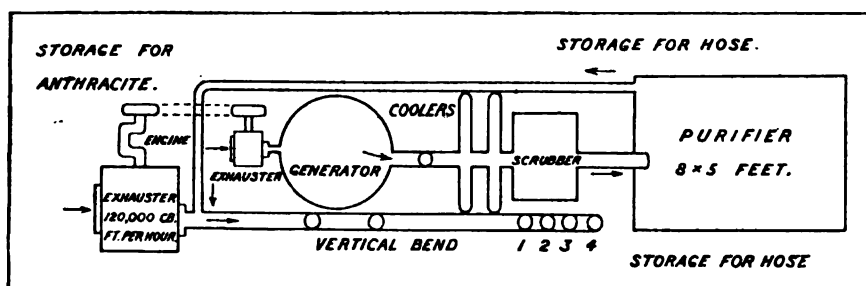 STORAGE FOR
ANTHRACITE.
STORAGE FOR HOSE.
COOLERS
ENGINE
EXHAUSTER
GENERATOR
SCRUBBER
PURIFIER
8 × 5 FEET.
EXHAUSTER
120,000 CB.
FT. PER HOUR
VERTICAL BEND
1 2 3 4
STORAGE FOR HOSE